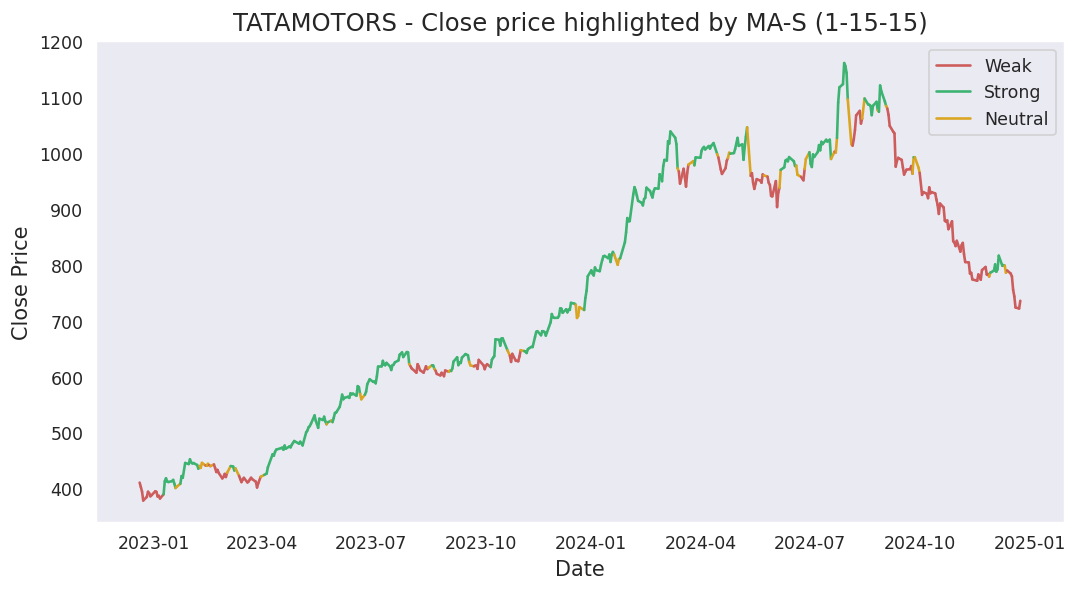 TATAMOTORS - Close price highlighted by MA-S (1-15-15)
1200
1100
1000
900
800
700
600
500
400
Close Price
Weak
Strong
Neutral
2023-01 2023-04 2023-07 2023-10 2024-01 2024-04 2024-07 2024-10 2025-01
Date